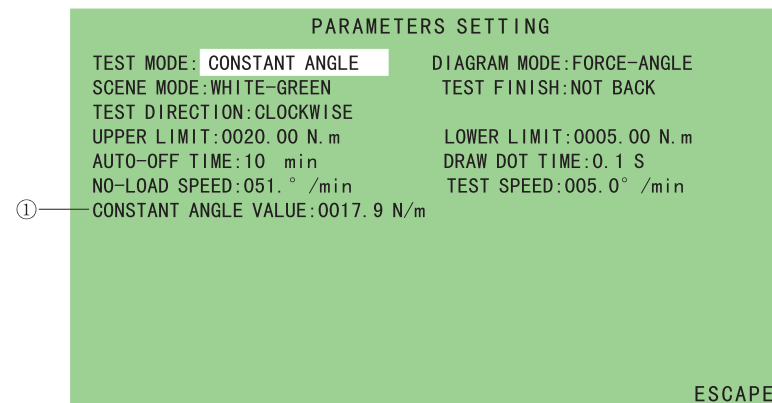 PARAMETERS SETTING
TEST MODE: CONSTANT ANGLE DIAGRAM MODE:FORCE-ANGLE
SCENE MODE:WHITE-GREEN TEST FINISH:NOT BACK
TEST DIRECTION:CLOCKWISE
UPPER LIMIT:0020.00 N.m LOWER LIMIT:0005.00 N.m
AUTO-OFF TIME:10 min DRAW DOT TIME:0.1 S
NO-LOAD SPEED:051.° /min TEST SPEED:005.0° /min
① CONSTANT ANGLE VALUE:0017.9 N/m
ESCAPE